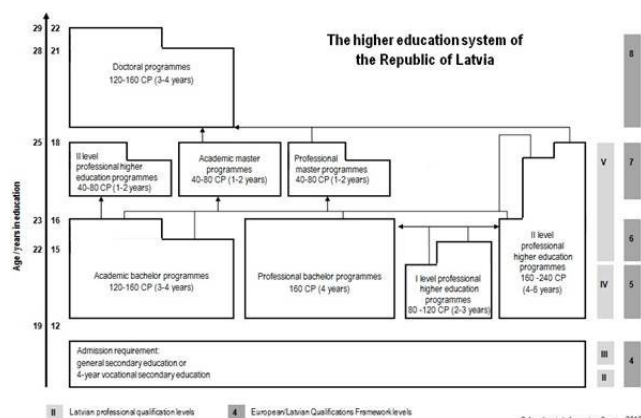 The higher education system of
the Republic of Latvia
Age / years in education
29 22
28 21
Doctoral programmes
120-160 CP (3-4 years)
8
25 18
II level
professional higher
education programmes
40-80 CP (1-2 years)
Academic master
programmes
40-80 CP (1-2 years)
Professional
master programmes
40-80 CP (1-2 years)
V
7
23 16
22 15
6
Academic bachelor programmes
120-160 CP (3-4 years)
Professional bachelor programmes
160 CP (4 years)
I level professional
higher education
programmes
80 -120 CP (2-3 years)
II level
professional
higher education
programmes
160 -240 CP
(4-6 years)
IV
5
19 12
Admission requirement:
general secondary education or
4-year vocational secondary education
III
II
4
II Latvian professional qualification levels
4 European/Latvian Qualifications Framework levels